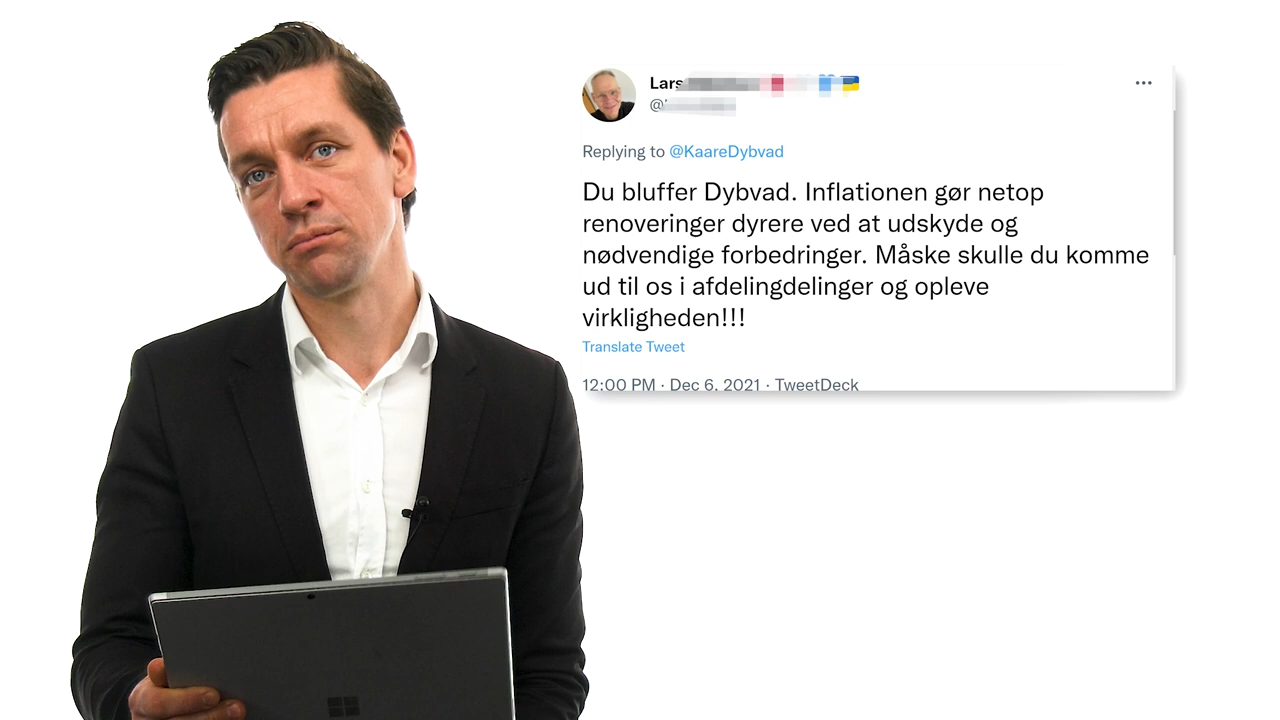 Lars
Replying to @KaareDybvad
Du bluffer Dybvad. Inflationen gør netop
renoveringer dyrere ved at udskyde og
nødvendige forbedringer. Måske skulle du komme
ud til os i afdelingdelinger og opleve
virkligheden!!!
Translate Tweet
12:00 PM · Dec 6, 2021 · TweetDeck